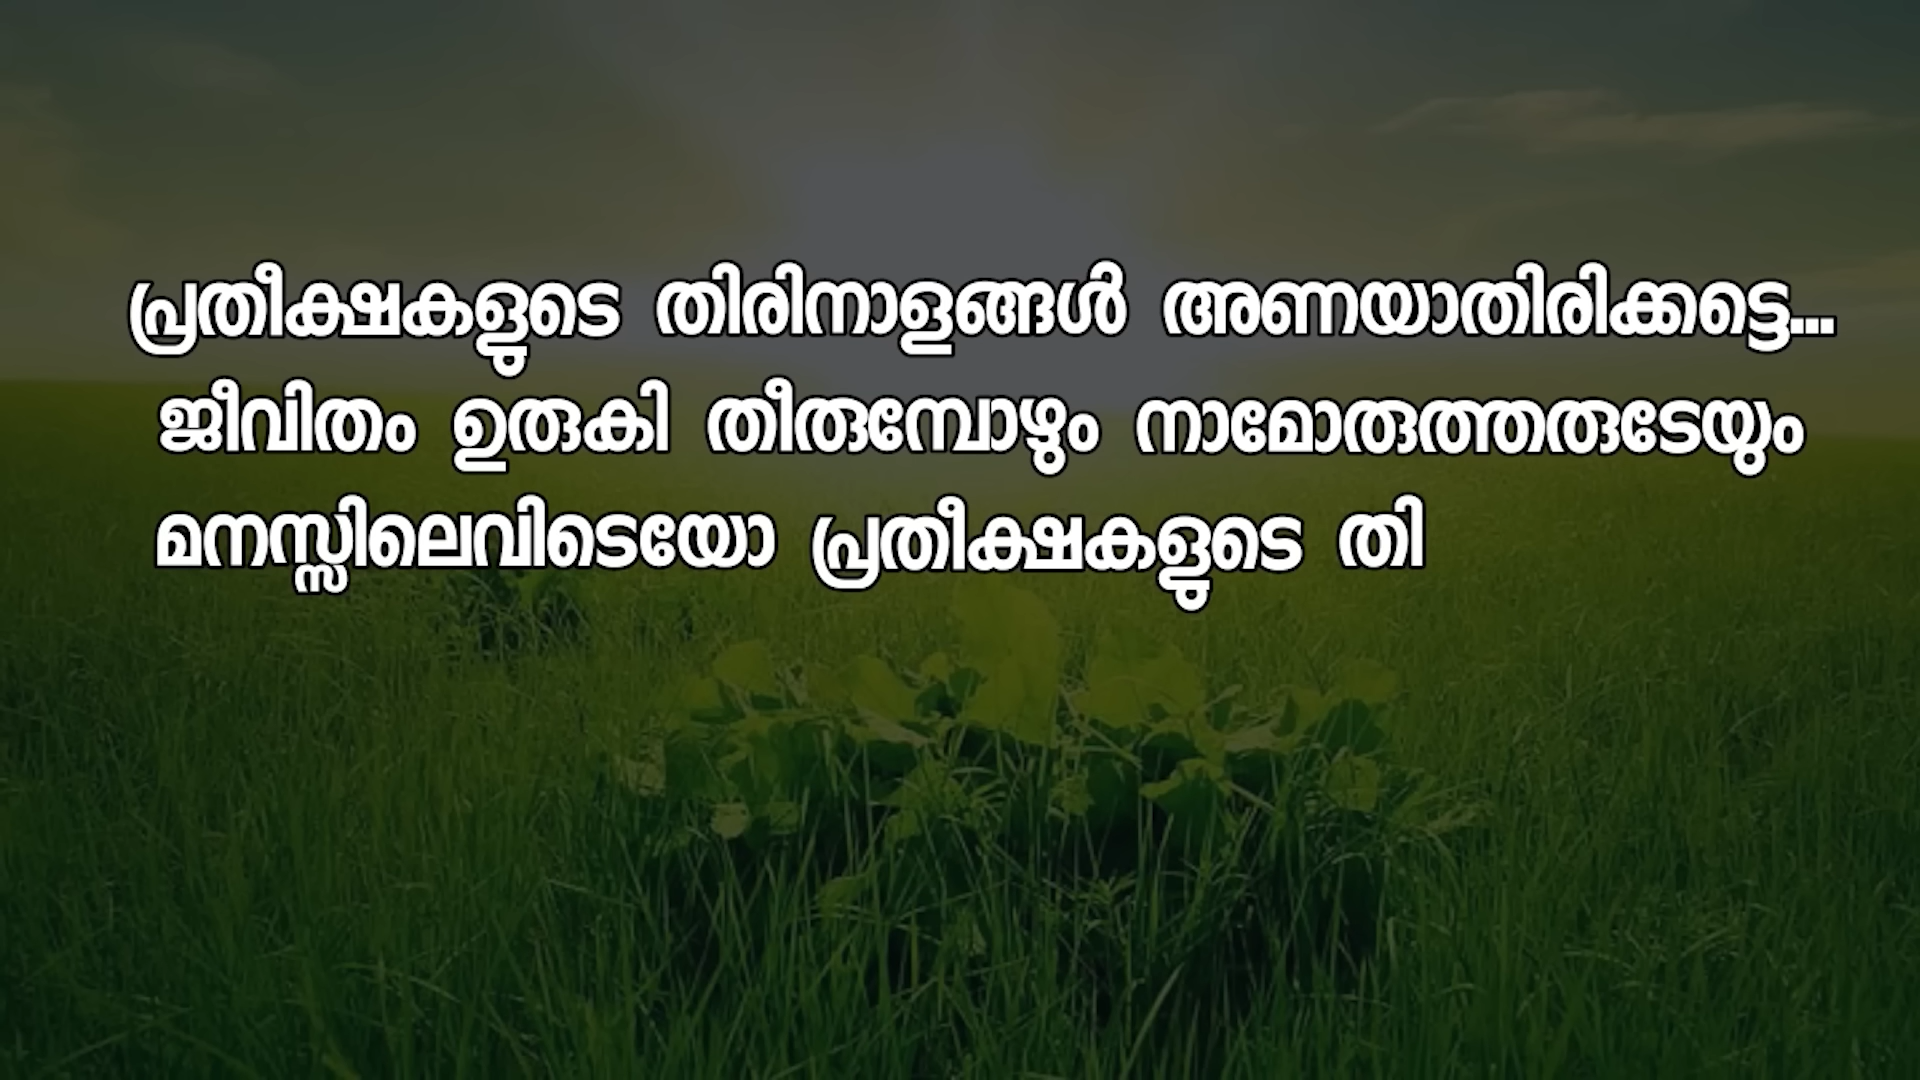 പ്രതീക്ഷകളുടെ തിരിനാളങ്ങൾ അണയാതിരിക്കട്ടെ...
ജീവിതം ഉരുകി തീരുമ്പോഴും നാമോരുത്തരുടേയും
മനസ്സിലെവിടെയോ പ്രതീക്ഷകളുടെ തി